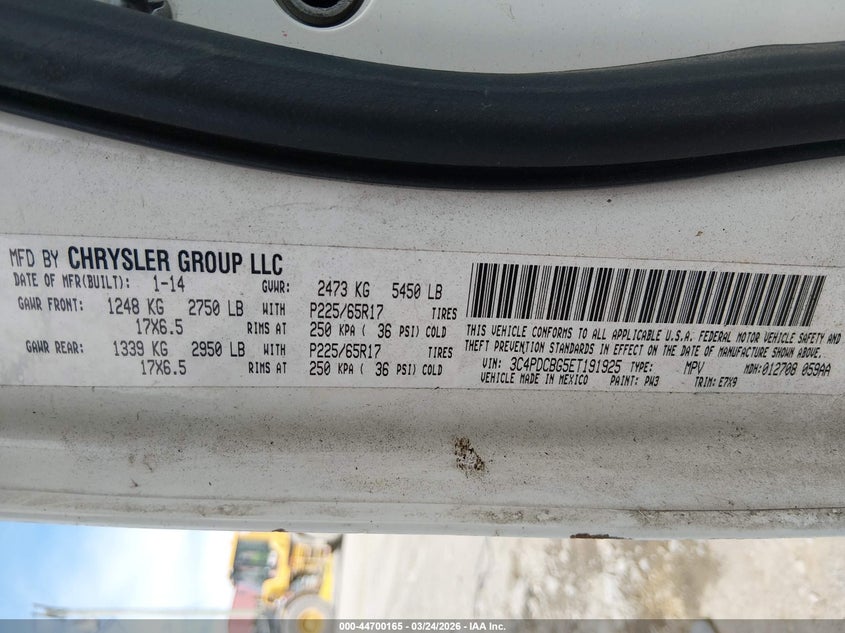 MFD BY CHRYSLER GROUP LLC
DATE OF MFR(BUILT): 1-14 GVWR: 2473 KG 5450 LB
GAWR FRONT: 1248 KG 2750 LB WITH P225/65R17 TIRES
17X6.5 RIMS AT 250 KPA ( 36 PSI) COLD
GAWR REAR: 1339 KG 2950 LB WITH P225/65R17 TIRES
17X6.5 RIMS AT 250 KPA ( 36 PSI) COLD
THIS VEHICLE CONFORMS TO ALL APPLICABLE U.S.A. FEDERAL MOTOR VEHICLE SAFETY AND
THEFT PREVENTION STANDARDS IN EFFECT ON THE DATE OF MANUFACTURE SHOWN ABOVE.
VIN: 3C4PDCBG5ET191925 TYPE: MPV MDH:012708 059AA
VEHICLE MADE IN MEXICO PAINT: PW3 TRIM: E7X9
000-44700165 - 03/24/2026 - IAA Inc.